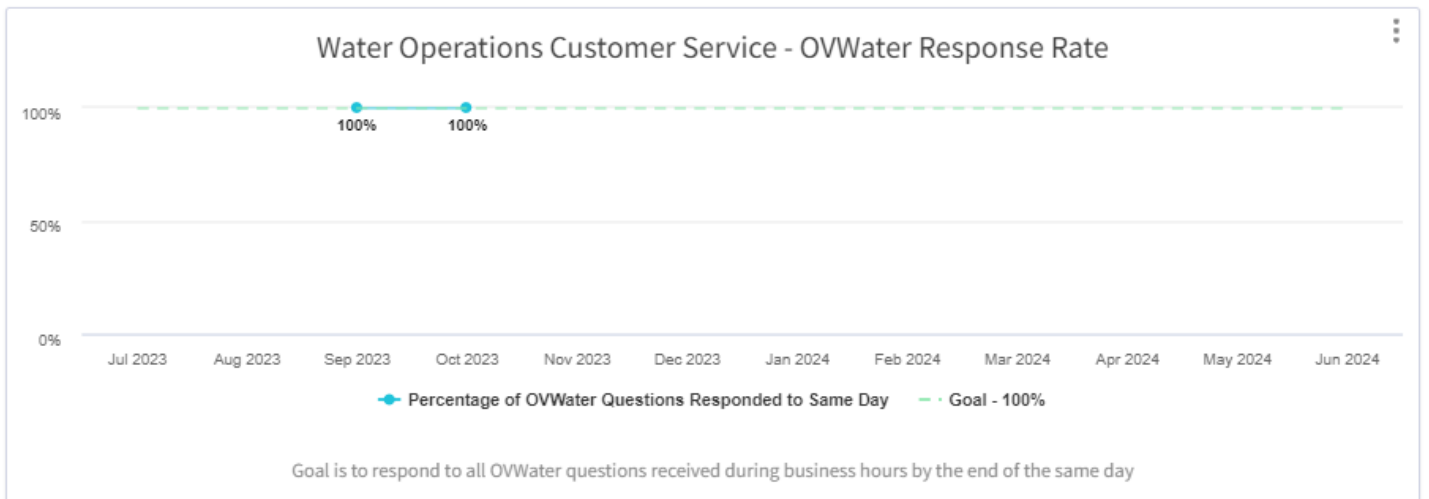 Water Operations Customer Service - OVWater Response Rate
100%
100% 100%
50%
0%
Jul 2023 Aug 2023 Sep 2023 Oct 2023 Nov 2023 Dec 2023 Jan 2024 Feb 2024 Mar 2024 Apr 2024 May 2024 Jun 2024
Percentage of OVWater Questions Responded to Same Day Goal - 100%
Goal is to respond to all OVWater questions received during business hours by the end of the same day